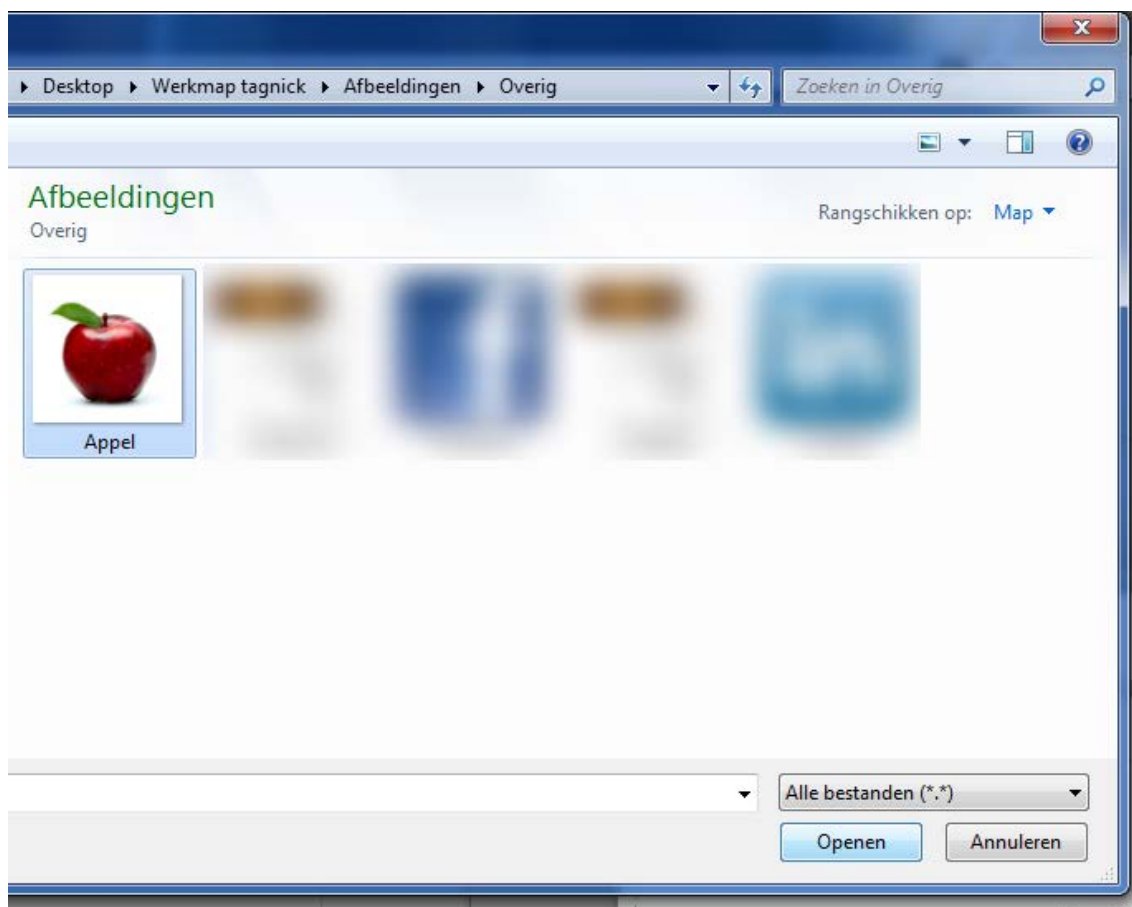 Desktop Werkmap tagnick Afbeeldingen Overig
Zoeken in Overig
Afbeeldingen
Overig
Rangschikken op: Map
Appel
Alle bestanden (*.*)
Openen Annuleren